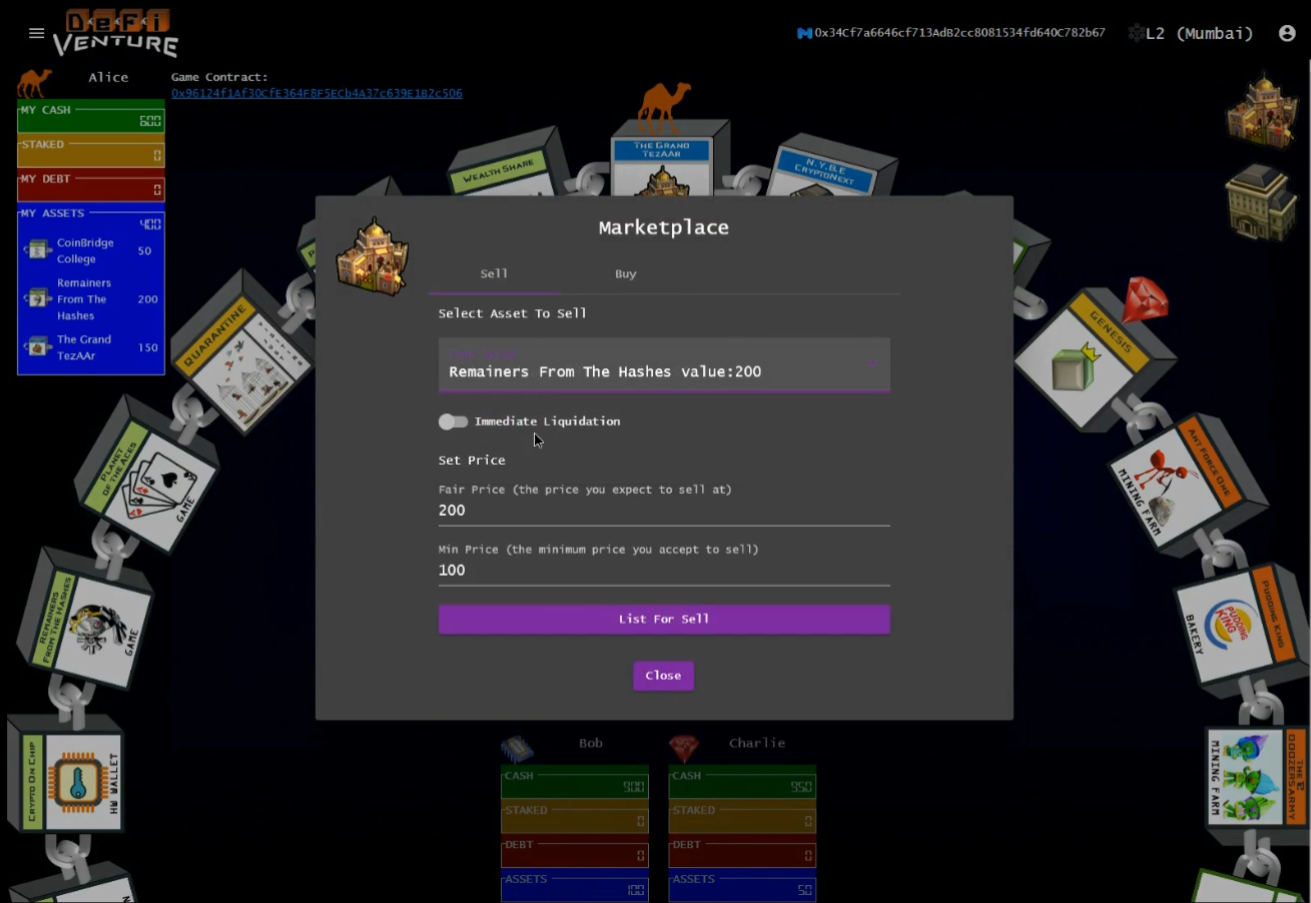 DeFi
VENTURE
0x34Cf7a6646cf713AdB2cc8081534fd640C782b67
L2 (Mumbai)
Alice
Game Contract:
0x96124f1Af30CfE364F8F5ECb4A37c639E1B2c506
MY CASH
600
STAKED
0
MY DEBT
0
MY ASSETS
400
CoinBridge
College
50
Remainers
From The
Hashes
200
The Grand
TezAAr
150
WEALTH SHARE
THE GRAND
TEZAAR
N.Y.B.E
CRYPTONEXT
QUARANTINE
GENESIS
PLANET
OF THE ACES
GAME
ANT FORCE ONE
MINING FARM
REMAINERS
FROM THE HASHES
GAME
PUDDING KING
PUDDING
KING
BAKERY
CRYPTO ON CHIP
HW WALLET
THE
DOOZERSARMY
MINING FARM
Marketplace
Sell
Buy
Select Asset To Sell
Remainers From The Hashes value:200
Immediate Liquidation
Set Price
Fair Price (the price you expect to sell at)
200
Min Price (the minimum price you accept to sell)
100
List For Sell
Close
Bob
CASH
900
STAKED
0
DEBT
0
ASSETS
100
Charlie
CASH
950
STAKED
0
DEBT
0
ASSETS
50